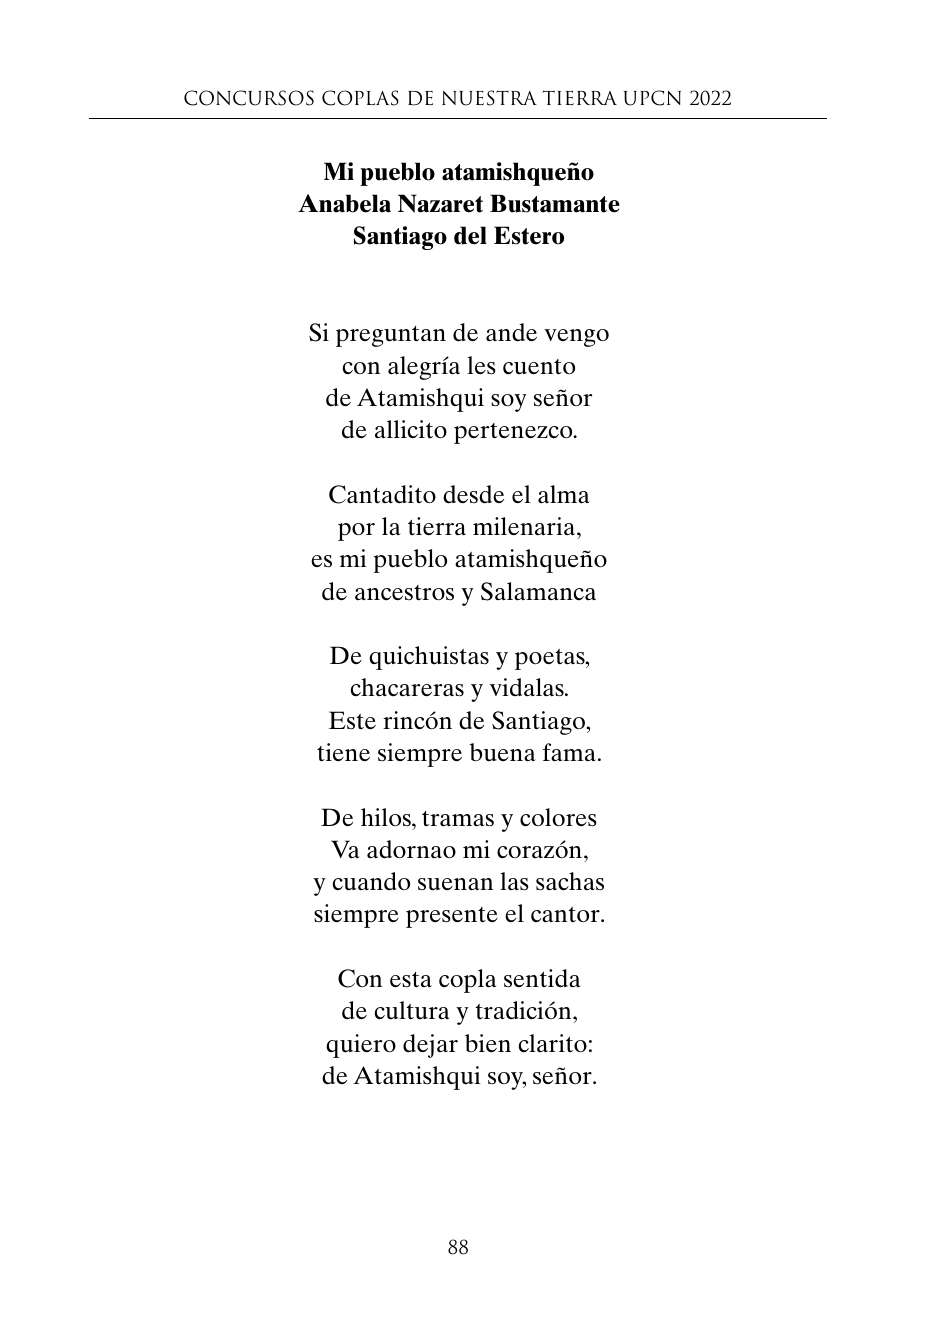 CONCURSOS COPLAS DE NUESTRA TIERRA UPCN 2022
Mi pueblo atamishqueño
Anabela Nazaret Bustamante
Santiago del Estero
Si preguntan de ande vengo
con alegría les cuento
de Atamishqui soy señor
de allicito pertenezco.
Cantadito desde el alma
por la tierra milenaria,
es mi pueblo atamishqueño
de ancestros y Salamanca
De quichuistas y poetas,
chacareras y vidalas.
Este rincón de Santiago,
tiene siempre buena fama.
De hilos, tramas y colores
Va adornao mi corazón,
y cuando suenan las sachas
siempre presente el cantor.
Con esta copla sentida
de cultura y tradición,
quiero dejar bien clarito:
de Atamishqui soy, señor.
88